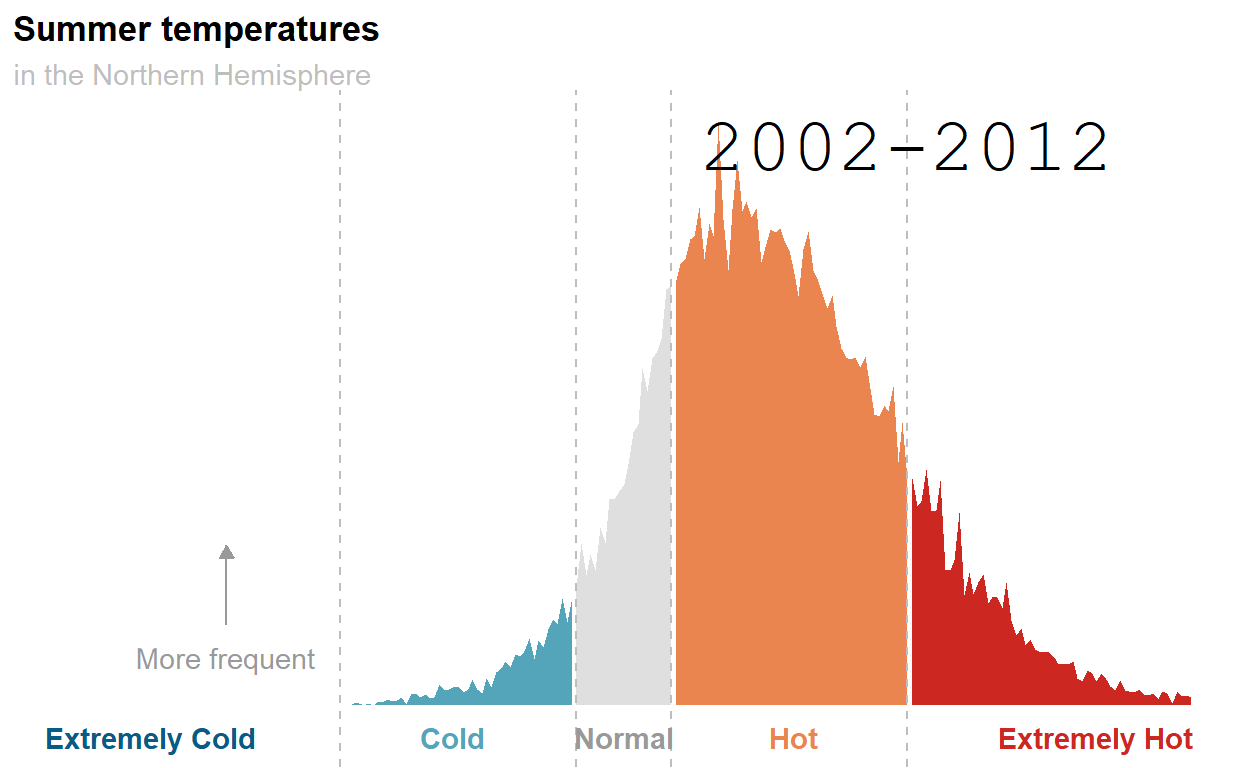 Summer temperatures
in the Northern Hemisphere
2002-2012
More frequent
Extremely Cold
Cold
Normal
Hot
Extremely Hot